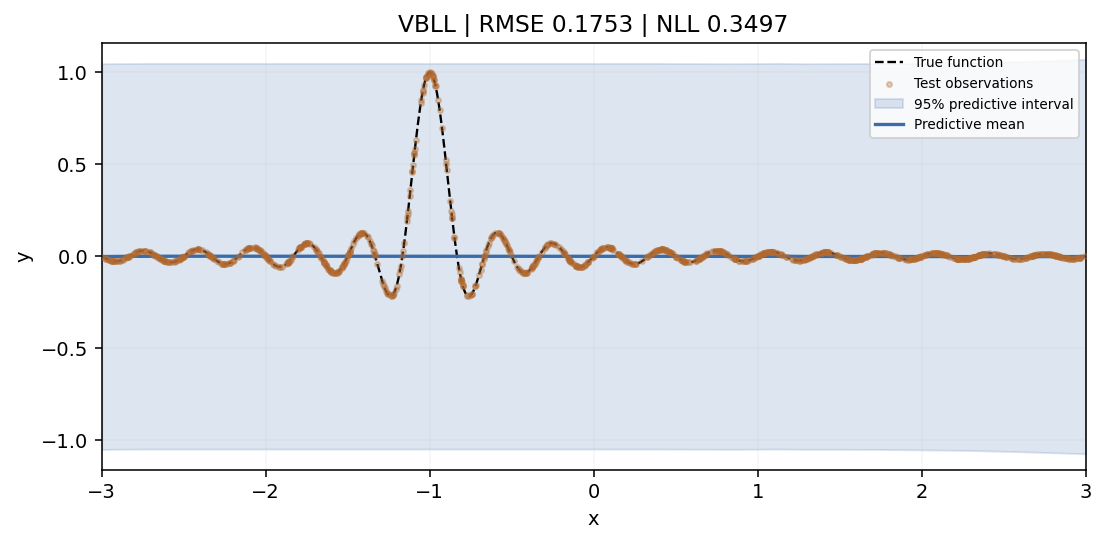 VBLL | RMSE 0.1753 | NLL 0.3497
True function
Test observations
95% predictive interval
Predictive mean
y
1.0
0.5
0.0
−0.5
−1.0
−3
−2
−1
0
1
2
3
x